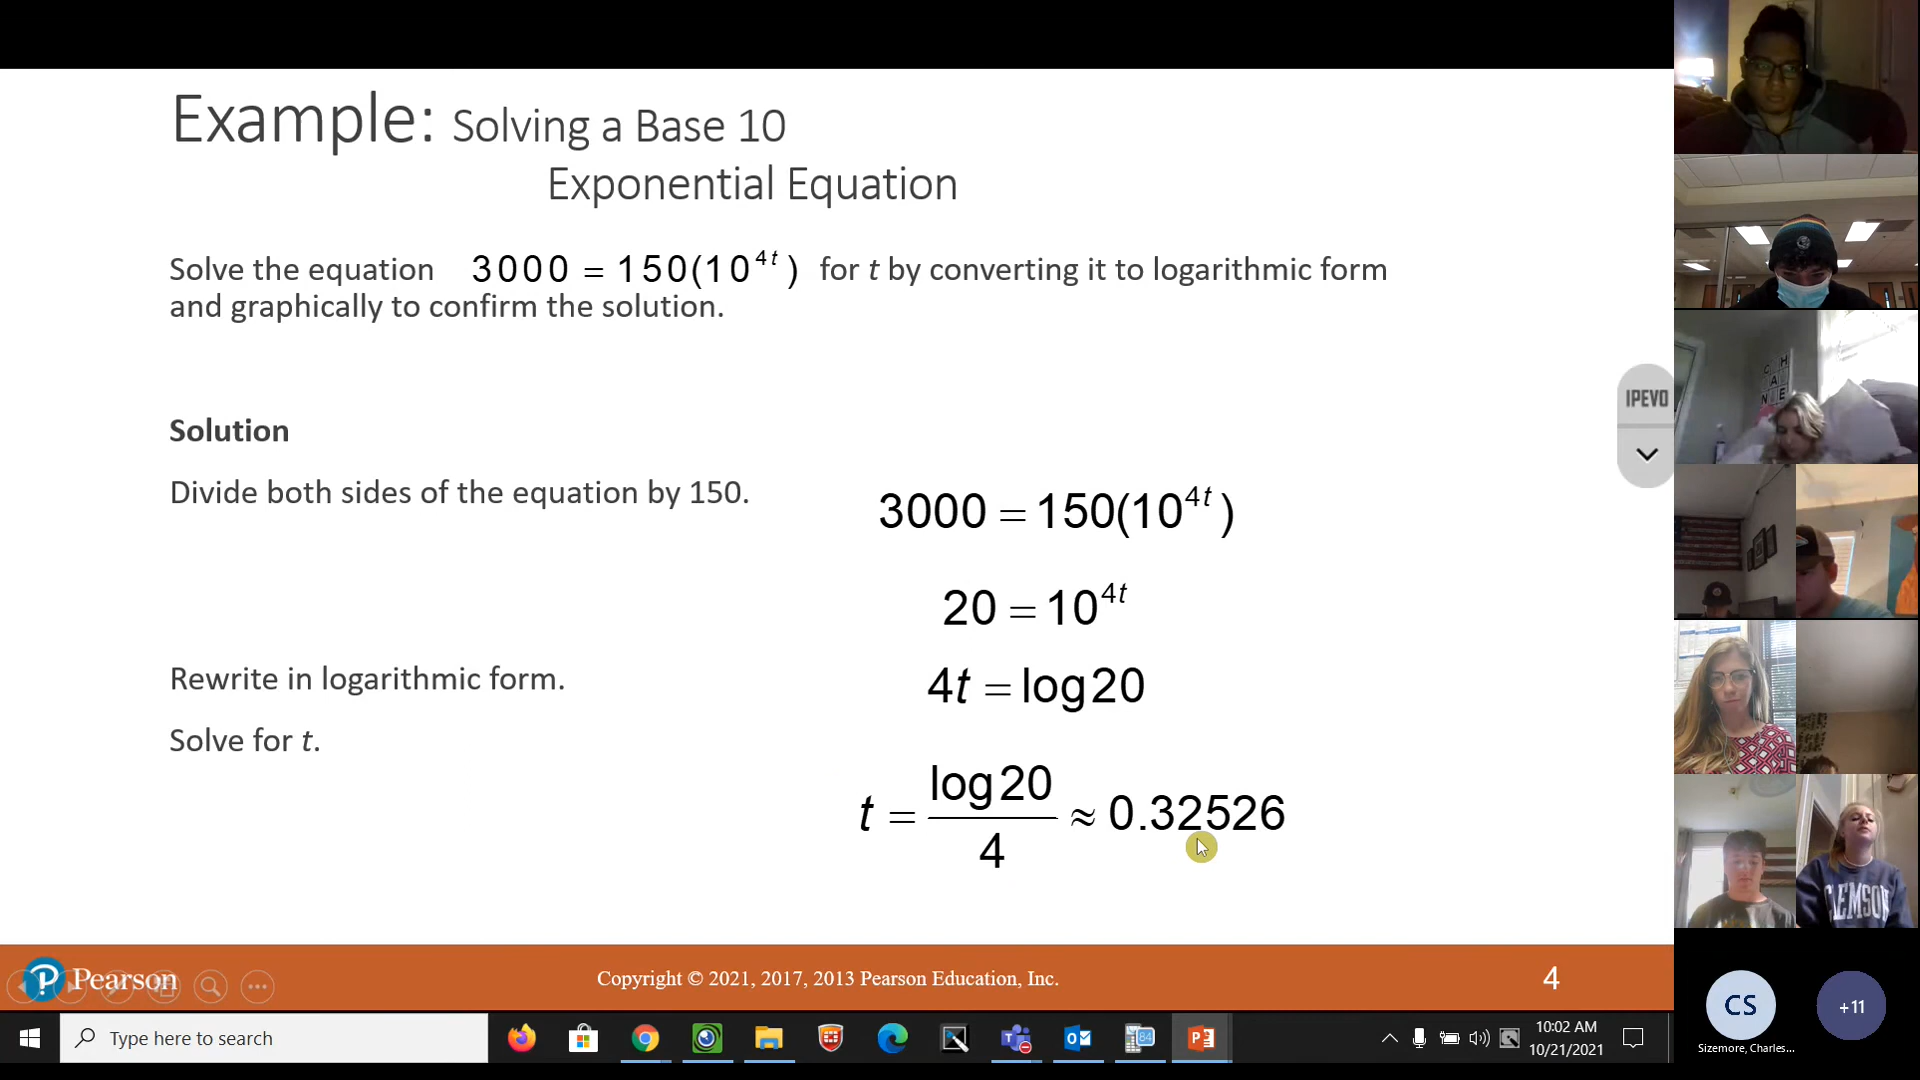 Example: Solving a Base 10
Exponential Equation
Solve the equation 3000 = 150(10^{4t}) for t by converting it to logarithmic form
and graphically to confirm the solution.
IPEVO
Solution
Divide both sides of the equation by 150.
3000 = 150(10^{4t})
20 = 10^{4t}
Rewrite in logarithmic form.
4t = log20
Solve for t.
t = log20/4 ≈ 0.32526
Pearson
Copyright © 2021, 2017, 2013 Pearson Education, Inc.
4
Type here to search
84
10:02 AM
10/21/2021
C H
A
N E
CLEMSON
CS
+11
Sizemore, Charles...